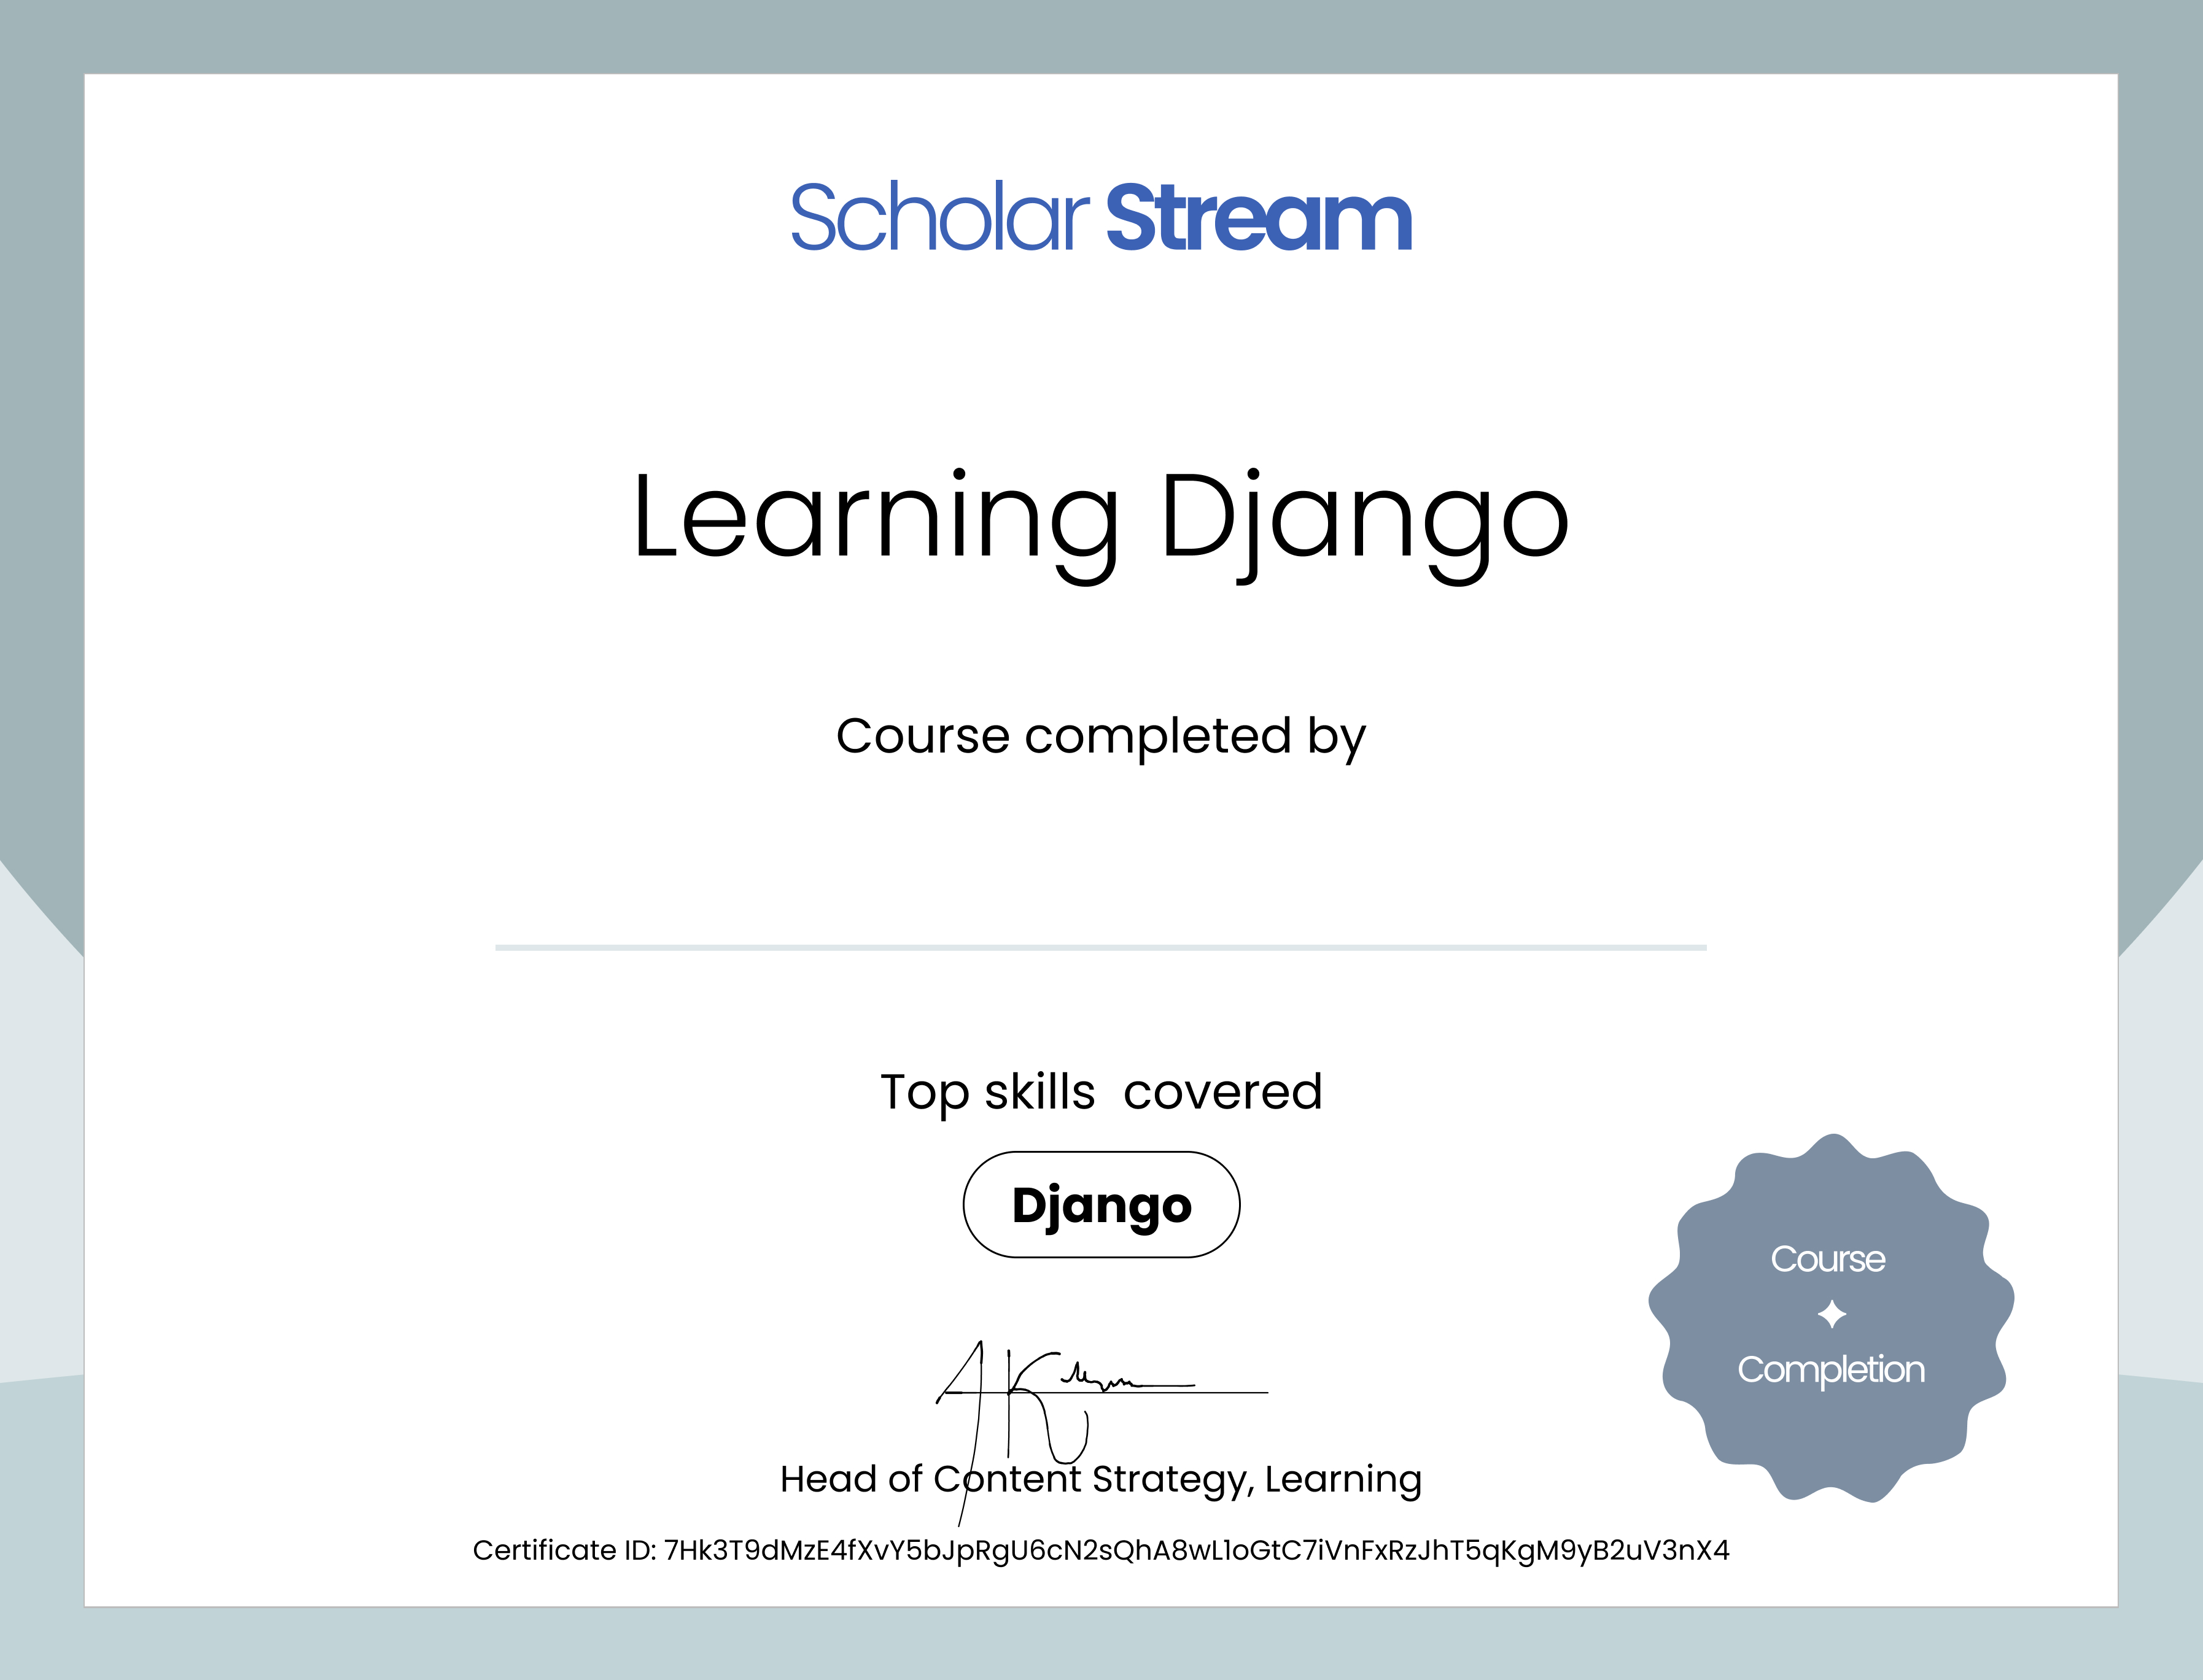 Scholar Stream
Learning Django
Course completed by
Top skills covered
Django
Course
Completion
Head of Content Strategy, Learning
Certificate ID: 7Hk3T9dMzE4fXvY5bJpRgU6cN2sQhA8wL1oGtC7iVnFxRzJhT5qKgM9yB2uV3nX4